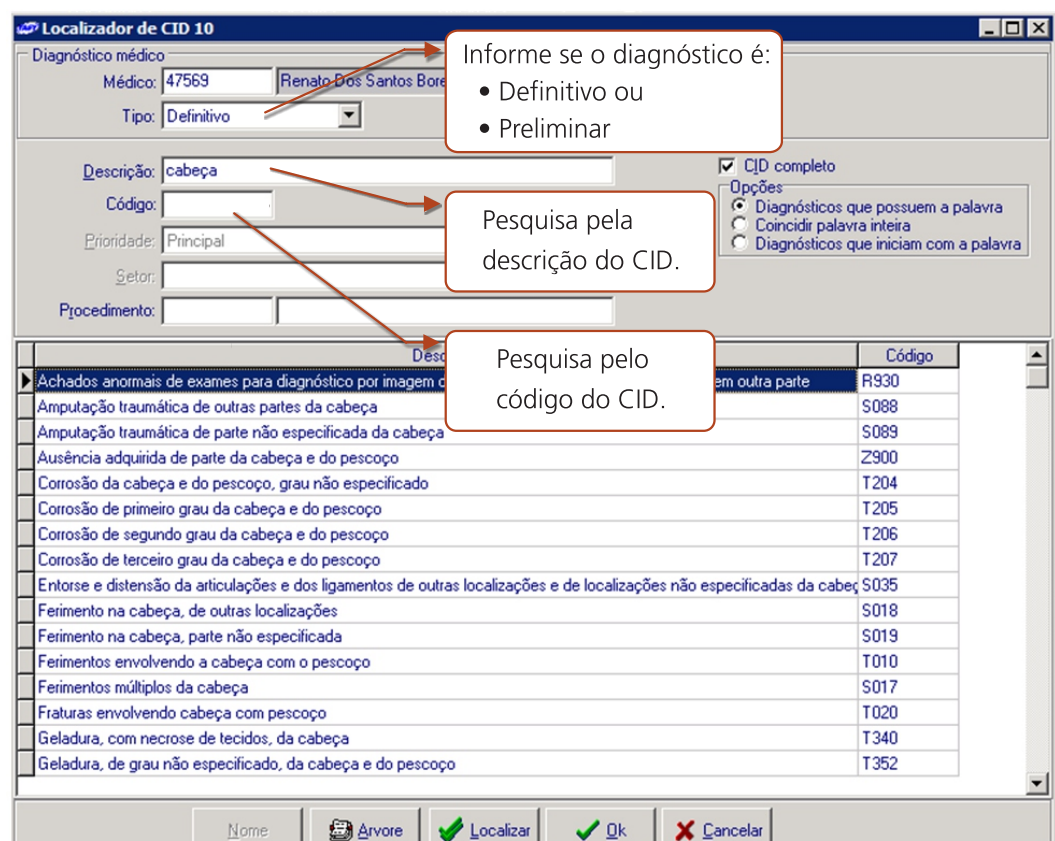 Localizador de CID 10
Diagnóstico médico
Médico: 47569 Renato Dos Santos
Tipo: Definitivo
Informe se o diagnóstico é:
• Definitivo ou
• Preliminar
Descrição: cabeça
Código:
Prioridade: Principal
Setor:
Procedimento:
CID completo
Opções
Diagnósticos que possuem a palavra
Coincidir palavra inteira
Diagnósticos que iniciam com a palavra
Pesquisa pela
descrição do CID.
Pesquisa pelo
código do CID.
Código
Achados anormais de exames para diagnóstico por imagem em outra parte R930
Amputação traumática de outras partes da cabeça S088
Amputação traumática de parte não especificada da cabeça S089
Ausência adquirida de parte da cabeça e do pescoço Z900
Corrosão da cabeça e do pescoço, grau não especificado T204
Corrosão de primeiro grau da cabeça e do pescoço T205
Corrosão de segundo grau da cabeça e do pescoço T206
Corrosão de terceiro grau da cabeça e do pescoço T207
Entorse e distensão da articulações e dos ligamentos de outras localizações e de localizações não especificadas da S035
Ferimento na cabeça, de outras localizações S018
Ferimento na cabeça, parte não especificada S019
Ferimentos envolvendo a cabeça com o pescoço T010
Ferimentos múltiplos da cabeça S017
Fraturas envolvendo cabeça com pescoço T020
Geladura, com necrose de tecidos, da cabeça T340
Geladura, de grau não especificado, da cabeça e do pescoço T352
Nome Arvore Localizar Ok Cancelar